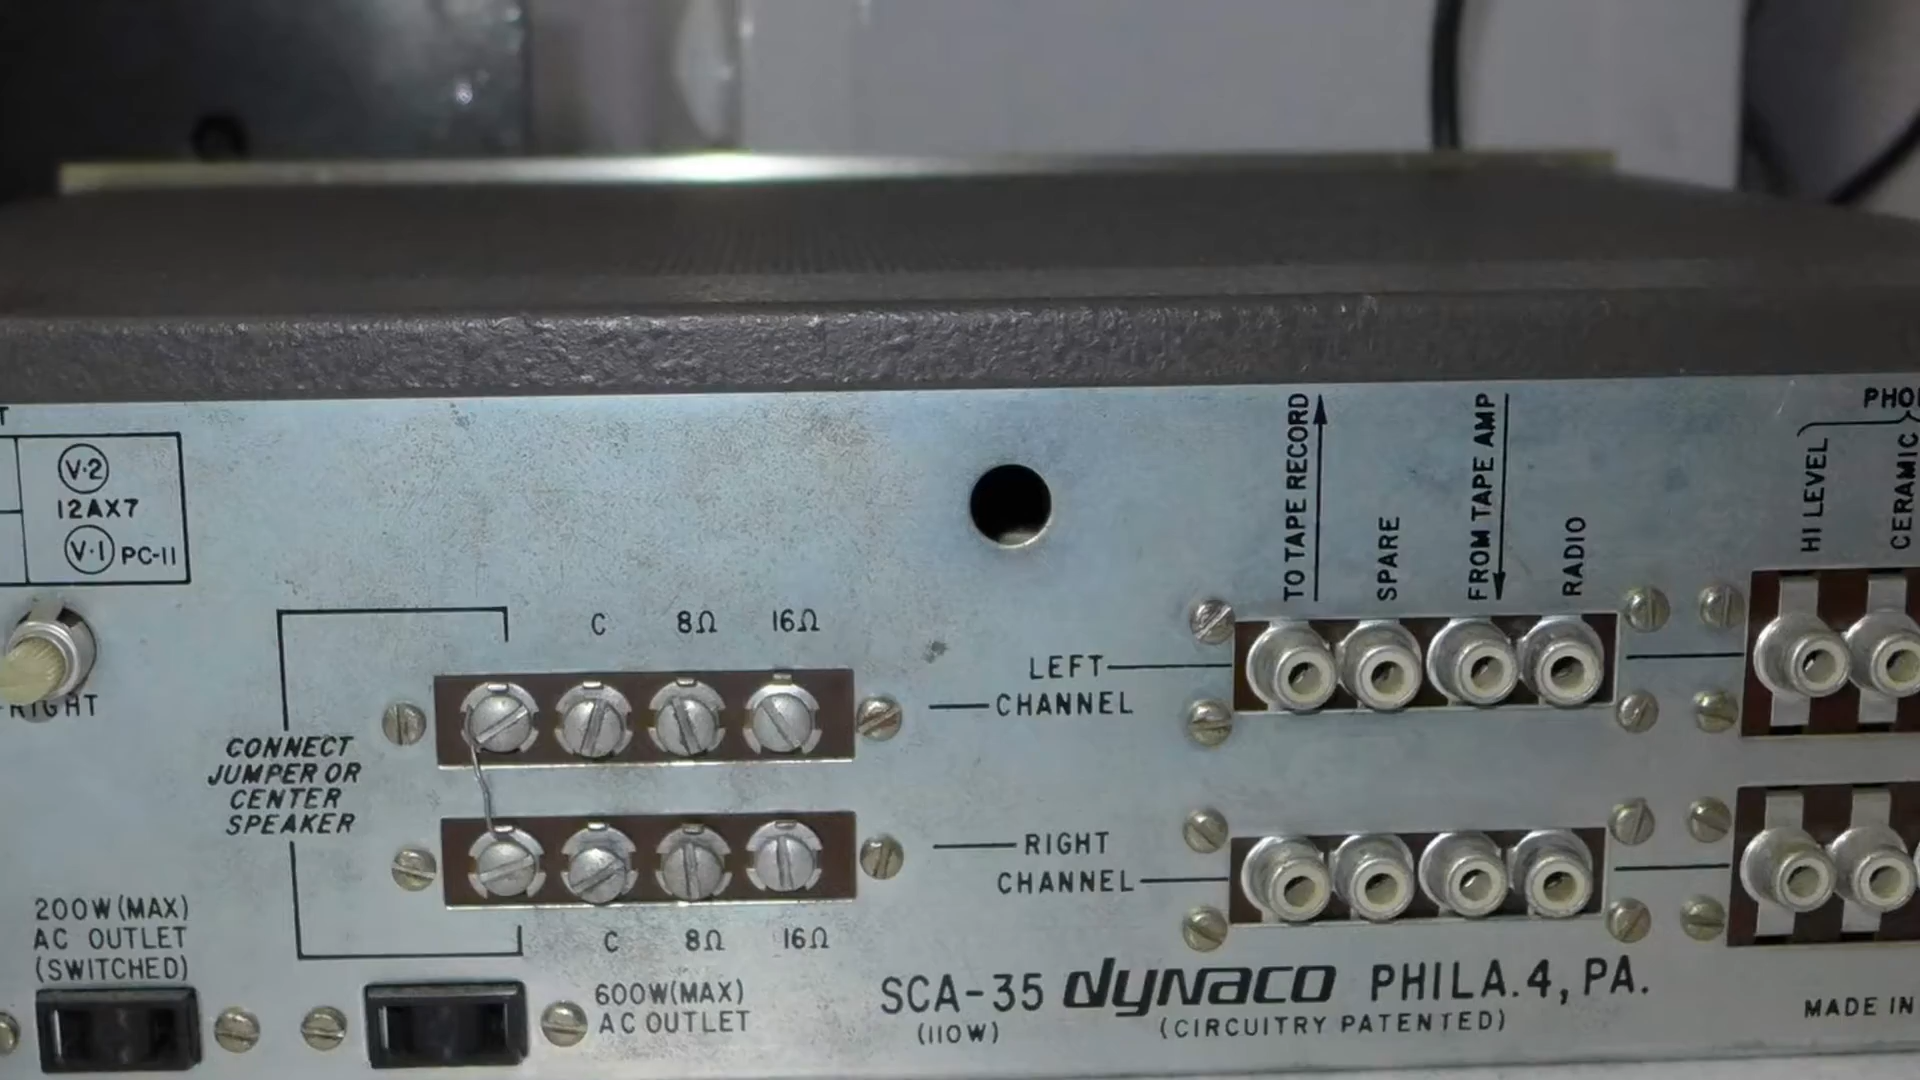 V-2
12AX7
V-1 PC-11
RIGHT
CONNECT
JUMPER OR
CENTER
SPEAKER
C 8Ω 16Ω
C 8Ω 16Ω
LEFT
CHANNEL
RIGHT
CHANNEL
TO TAPE RECORD
SPARE
FROM TAPE AMP
RADIO
HI LEVEL
CERAMIC
200W (MAX)
AC OUTLET
(SWITCHED)
600W (MAX)
AC OUTLET
SCA-35 dynaco PHILA.4, PA.
(110W) (CIRCUITRY PATENTED)
MADE IN